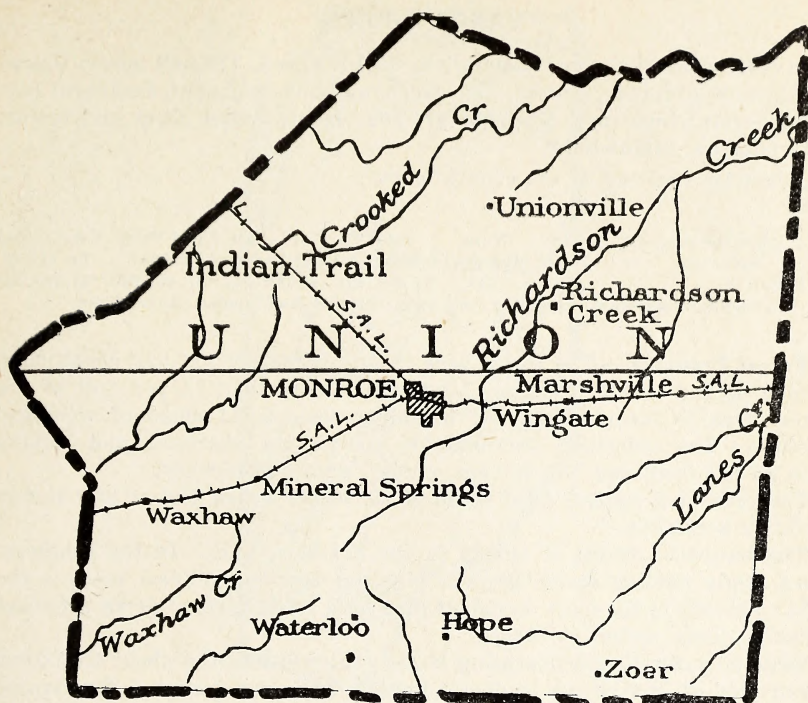 Cr
Crooked
Creek
Unionville
Richardson
Indian Trail
Richardson
Creek
S.A.L.
UNION
MONROE
Marshville
S.A.L.
Wingate
S.A.L.
Cr.
Lanes
Mineral Springs
Waxhaw
Waxhaw Cr
Waterloo
Hope
Zoar